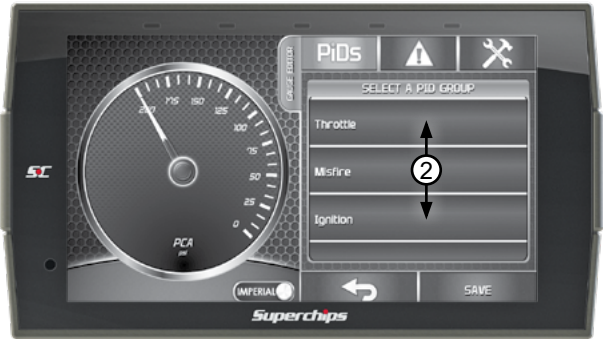 GAUGE EDITOR
PiDs
SELECT A PID GROUP
Throttle
Misfire
Ignition
2
200
175
150
125
100
75
50
25
0
PCA
psi
SC
IMPERIAL
SAVE
Superchips